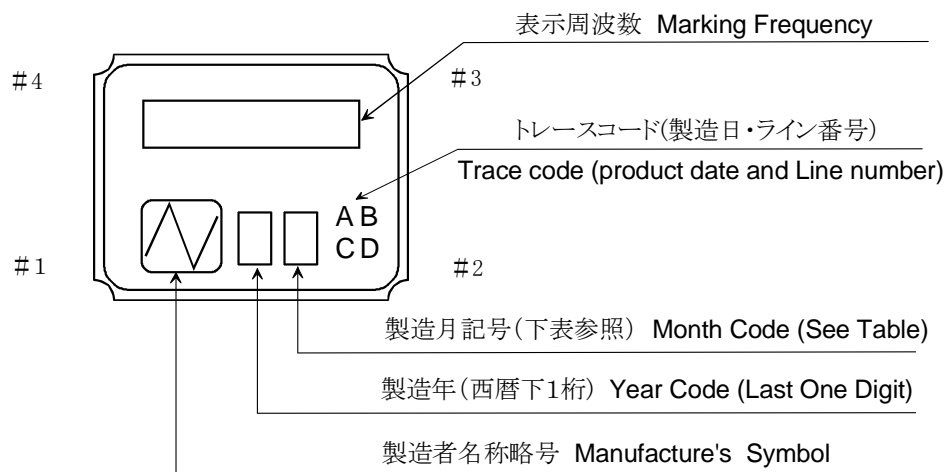 表示周波数 Marking Frequency
#4
#3
トレースコード(製造日・ライン番号)
Trace code (product date and Line number)
A B
C D
#1
#2
製造月記号(下表参照) Month Code (See Table)
製造年(西暦下1桁) Year Code (Last One Digit)
製造者名称略号 Manufacture's Symbol